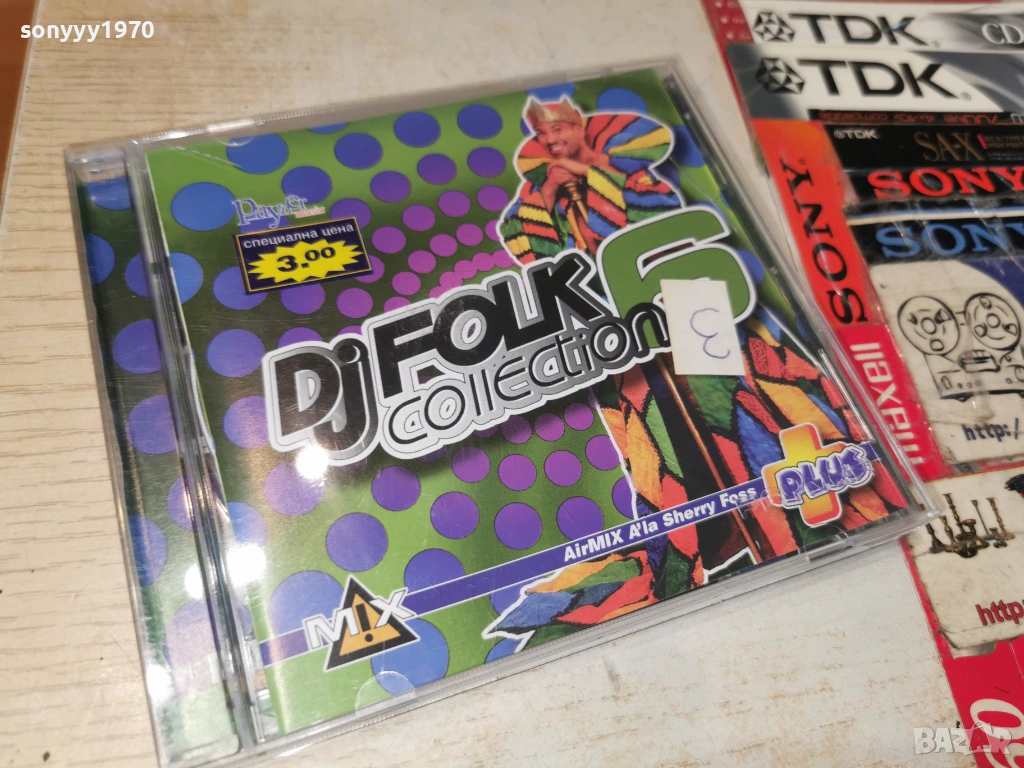 sonyyy1970
Payner
music
специална цена
3.00
Dj FOLK
collection 6
3
AirMIX A'la Sherry Foss
PLUS
MIX
TDK
CD
TDK
TDK
SA-X
SONY
SONY
SONY
maxell
http:/
http:
BAZAR